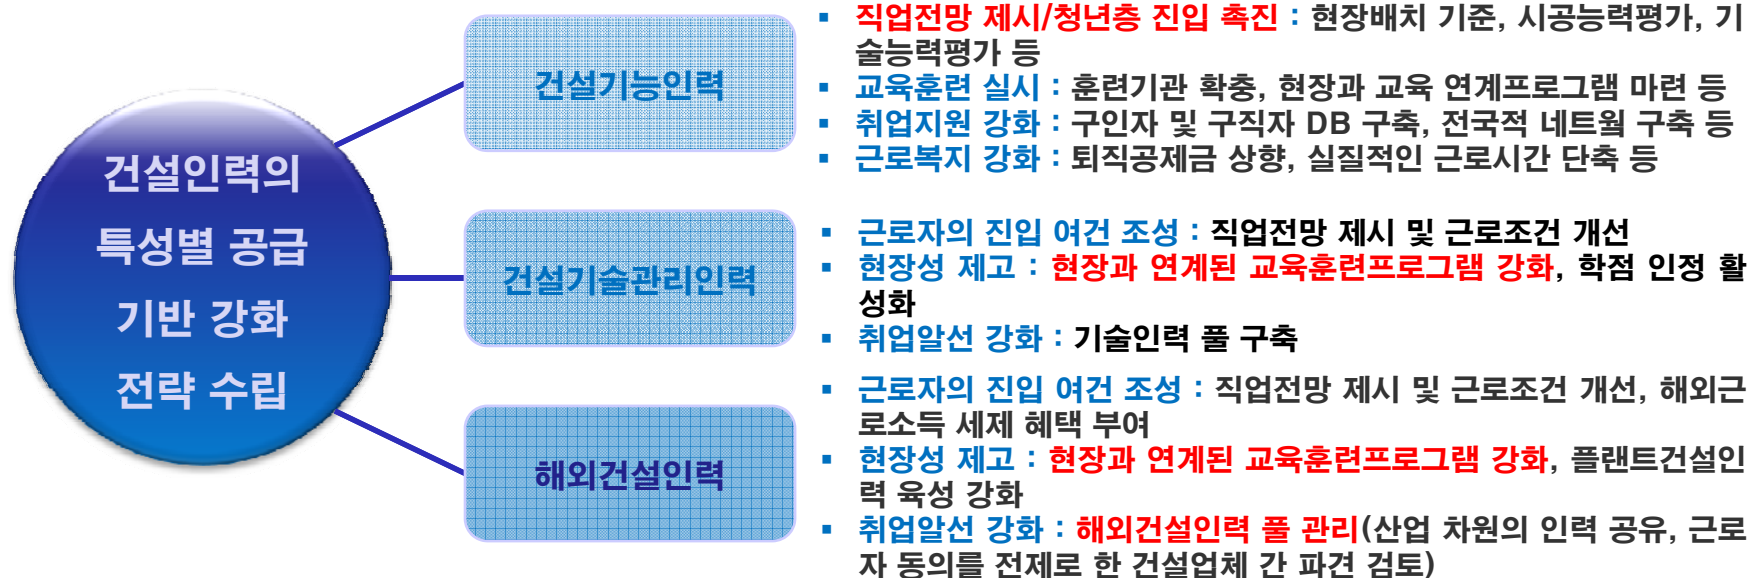 건설인력의
특성별 공급
기반 강화
전략 수립
건설기능인력
▪ 직업전망 제시/청년층 진입 촉진 : 현장배치 기준, 시공능력평가, 기
술능력평가 등
▪ 교육훈련 실시 : 훈련기관 확충, 현장과 교육 연계프로그램 마련 등
▪ 취업지원 강화 : 구인자 및 구직자 DB 구축, 전국적 네트웤 구축 등
▪ 근로복지 강화 : 퇴직공제금 상향, 실질적인 근로시간 단축 등
건설기술관리인력
▪ 근로자의 진입 여건 조성 : 직업전망 제시 및 근로조건 개선
▪ 현장성 제고 : 현장과 연계된 교육훈련프로그램 강화, 학점 인정 활
성화
▪ 취업알선 강화 : 기술인력 풀 구축
해외건설인력
▪ 근로자의 진입 여건 조성 : 직업전망 제시 및 근로조건 개선, 해외근
로소득 세제 혜택 부여
▪ 현장성 제고 : 현장과 연계된 교육훈련프로그램 강화, 플랜트건설인
력 육성 강화
▪ 취업알선 강화 : 해외건설인력 풀 관리(산업 차원의 인력 공유, 근로
자 동의를 전제로 한 건설업체 간 파견 검토)